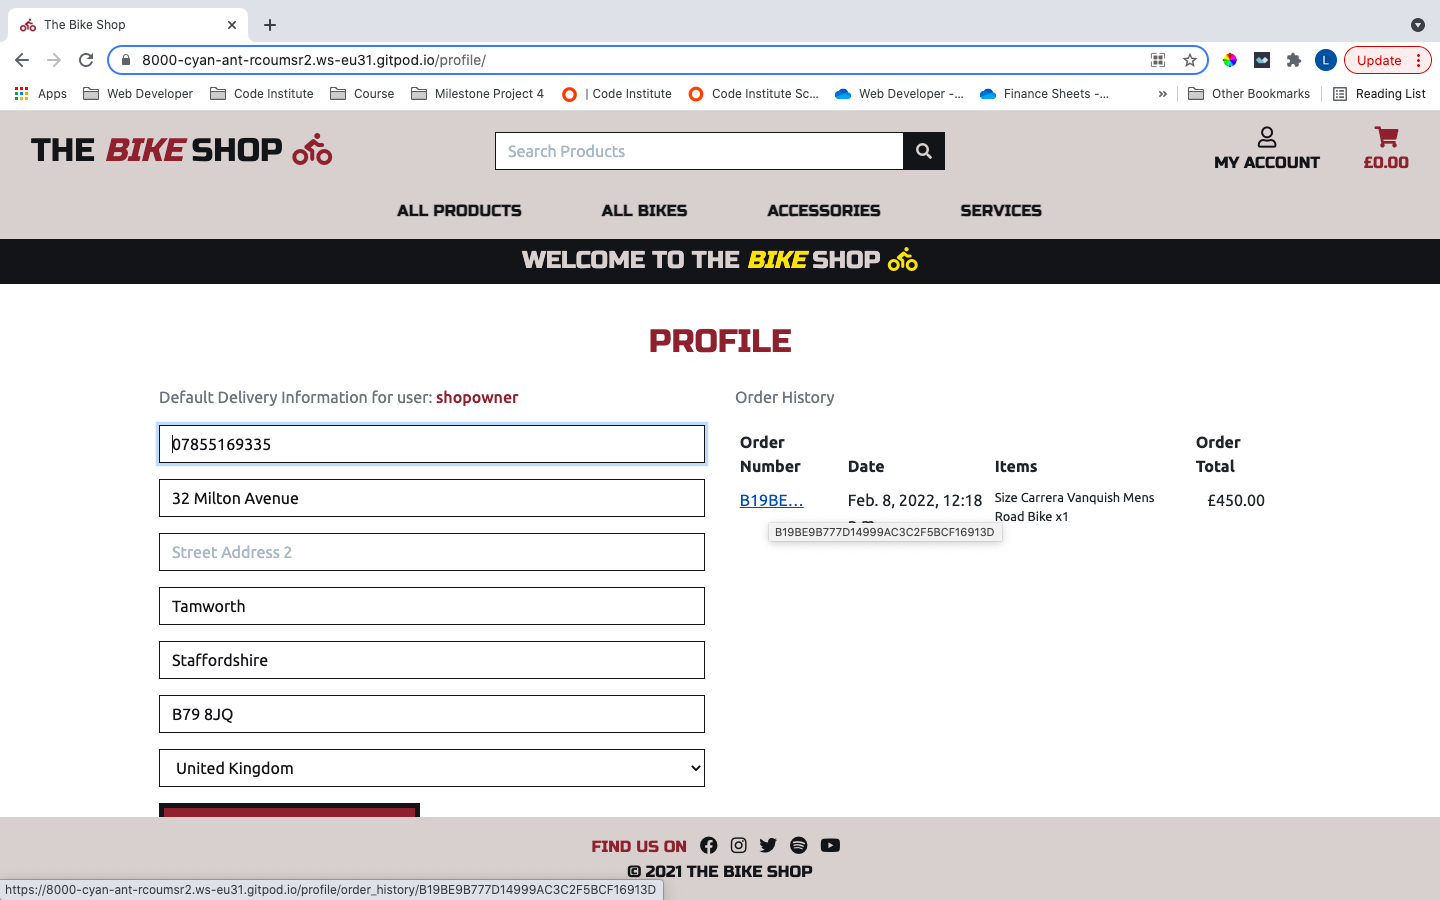 The Bike Shop
8000-cyan-ant-rcoumsr2.ws-eu31.gitpod.io/profile/
L
Update
Apps
Web Developer
Code Institute
Course
Milestone Project 4
| Code Institute
Code Institute Sc...
Web Developer -...
Finance Sheets -...
»
Other Bookmarks
Reading List
THE BIKE SHOP
Search Products
MY ACCOUNT
£0.00
ALL PRODUCTS
ALL BIKES
ACCESSORIES
SERVICES
WELCOME TO THE BIKE SHOP
PROFILE
Default Delivery Information for user: shopowner
07855169335
32 Milton Avenue
Street Address 2
Tamworth
Staffordshire
B79 8JQ
United Kingdom
Order History
Order
Number
Date
Items
Order
Total
B19BE...
Feb. 8, 2022, 12:18
Size Carrera Vanquish Mens
Road Bike x1
£450.00
B19BE9B777D14999AC3C2F5BCF16913D
FIND US ON
© 2021 THE BIKE SHOP
https://8000-cyan-ant-rcoumsr2.ws-eu31.gitpod.io/profile/order_history/B19BE9B777D14999AC3C2F5BCF16913D